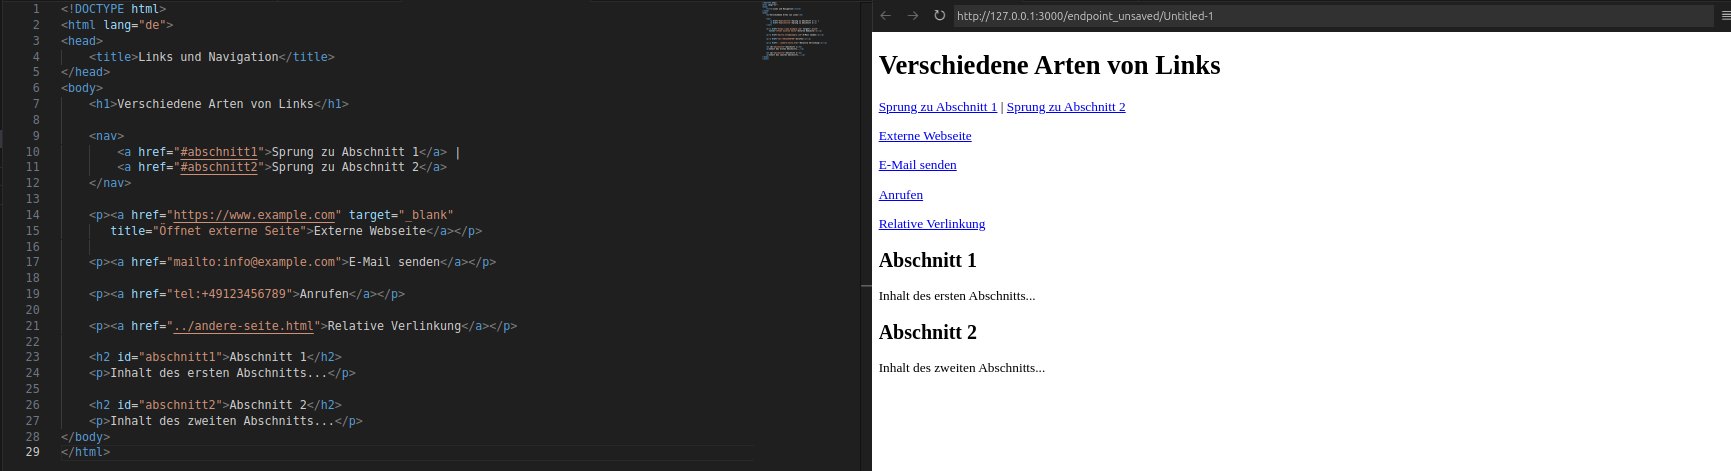 1 <!DOCTYPE html>
2 <html lang="de">
3 <head>
4 <title>Links und Navigation</title>
5 </head>
6 <body>
7 <h1>Verschiedene Arten von Links</h1>
8
9 <nav>
10 <a href="#abschnitt1">Sprung zu Abschnitt 1</a> |
11 <a href="#abschnitt2">Sprung zu Abschnitt 2</a>
12 </nav>
13
14 <p><a href="https://www.example.com" target="_blank"
15 title="Öffnet externe Seite">Externe Webseite</a></p>
16
17 <p><a href="mailto:info@example.com">E-Mail senden</a></p>
18
19 <p><a href="tel:+49123456789">Anrufen</a></p>
20
21 <p><a href="../andere-seite.html">Relative Verlinkung</a></p>
22
23 <h2 id="abschnitt1">Abschnitt 1</h2>
24 <p>Inhalt des ersten Abschnitts...</p>
25
26 <h2 id="abschnitt2">Abschnitt 2</h2>
27 <p>Inhalt des zweiten Abschnitts...</p>
28 </body>
29 </html>
http://127.0.0.1:3000/endpoint_unsaved/Untitled-1
Verschiedene Arten von Links
Sprung zu Abschnitt 1 | Sprung zu Abschnitt 2
Externe Webseite
E-Mail senden
Anrufen
Relative Verlinkung
Abschnitt 1
Inhalt des ersten Abschnitts...
Abschnitt 2
Inhalt des zweiten Abschnitts...